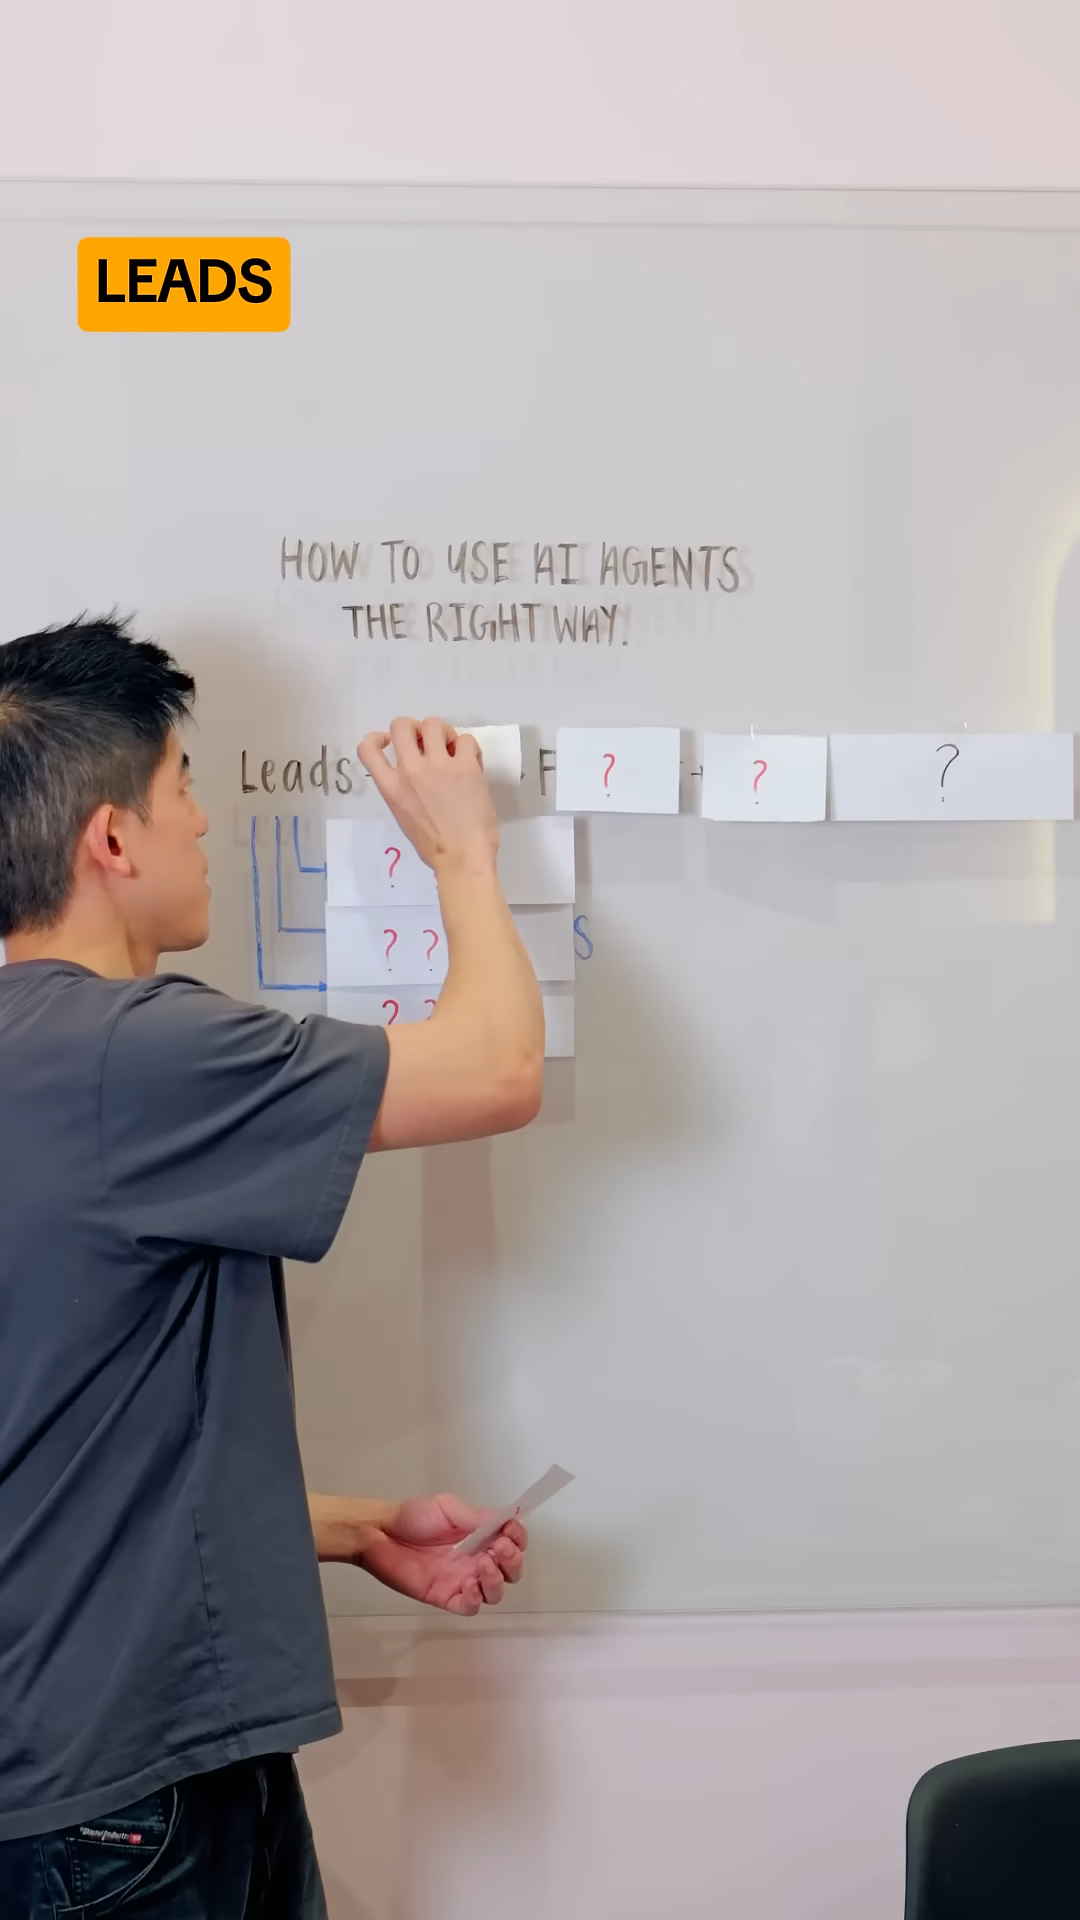 LEADS
HOW TO USE AI AGENTS
THE RIGHT WAY.
Leads F ? ? ?
?
? ? S
? ?